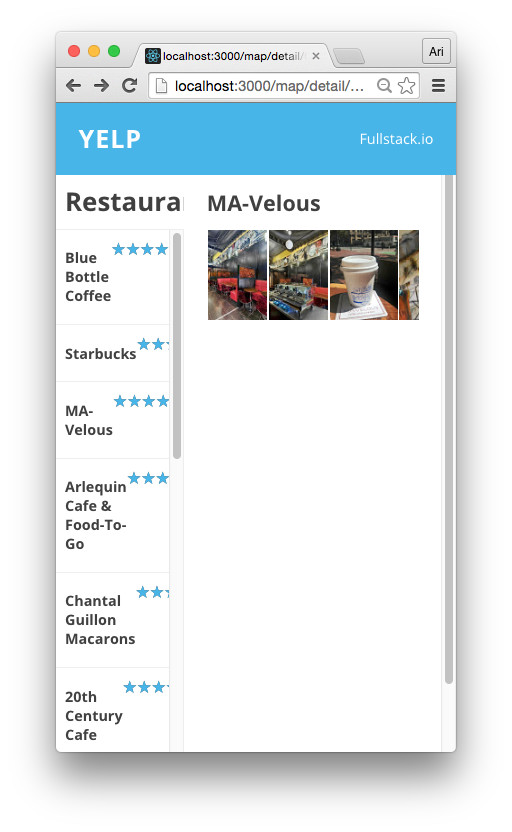 localhost:3000/map/detail/
Ari
localhost:3000/map/detail/...
YELP
Fullstack.io
Restaura
MA-Velous
Blue
Bottle
Coffee
Starbucks
MA-
Velous
Arlequin
Cafe &
Food-To-
Go
Chantal
Guillon
Macarons
20th
Century
Cafe